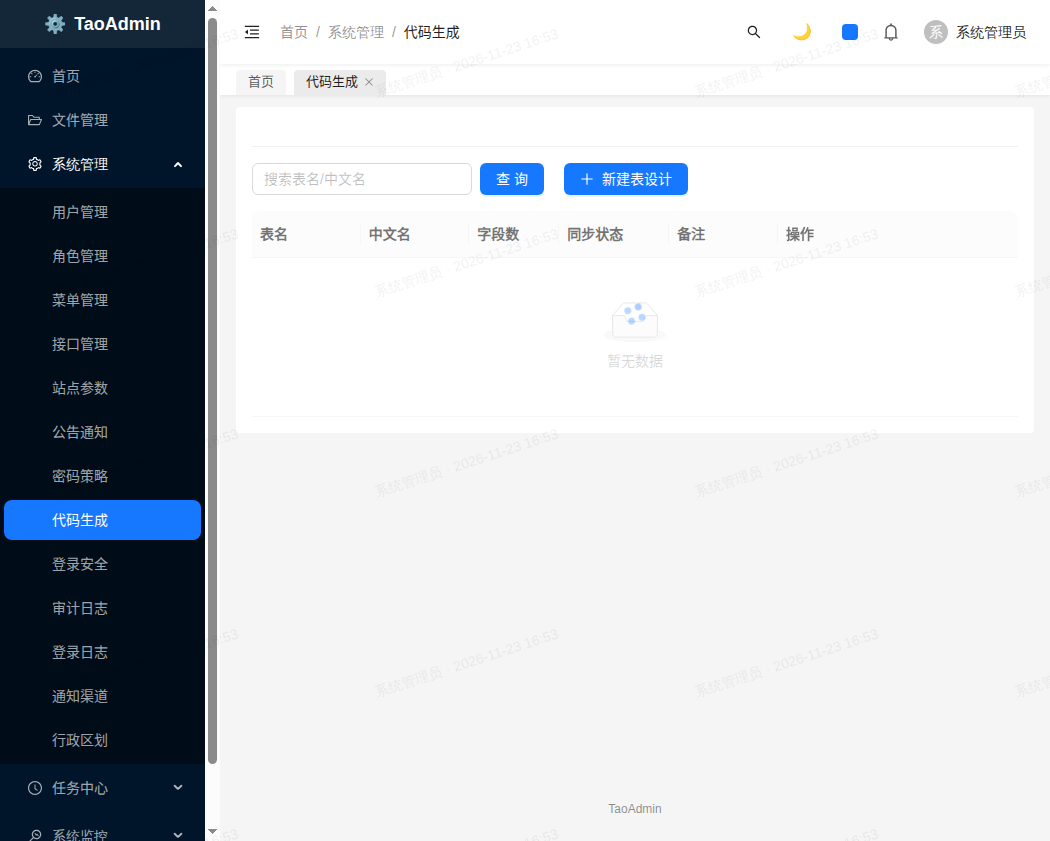 TaoAdmin
首页 / 系统管理 / 代码生成
系统管理员
首页
文件管理
系统管理
用户管理
角色管理
菜单管理
接口管理
站点参数
公告通知
密码策略
代码生成
登录安全
审计日志
登录日志
通知渠道
行政区划
任务中心
系统监控
首页 代码生成
搜索表名/中文名 查 询 新建表设计
表名 中文名 字段数 同步状态 备注 操作
暂无数据
TaoAdmin
系
系统管理员 2026-11-23 16:53